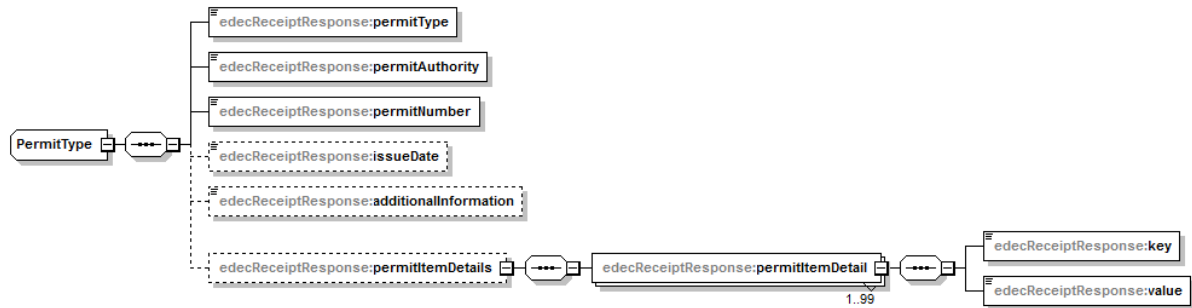 edecReceiptResponse:permitType
edecReceiptResponse:permitAuthority
edecReceiptResponse:permitNumber
PermitType
edecReceiptResponse:issueDate
edecReceiptResponse:additionalInformation
edecReceiptResponse:permitItemDetails
edecReceiptResponse:permitItemDetail
1..99
edecReceiptResponse:key
edecReceiptResponse:value